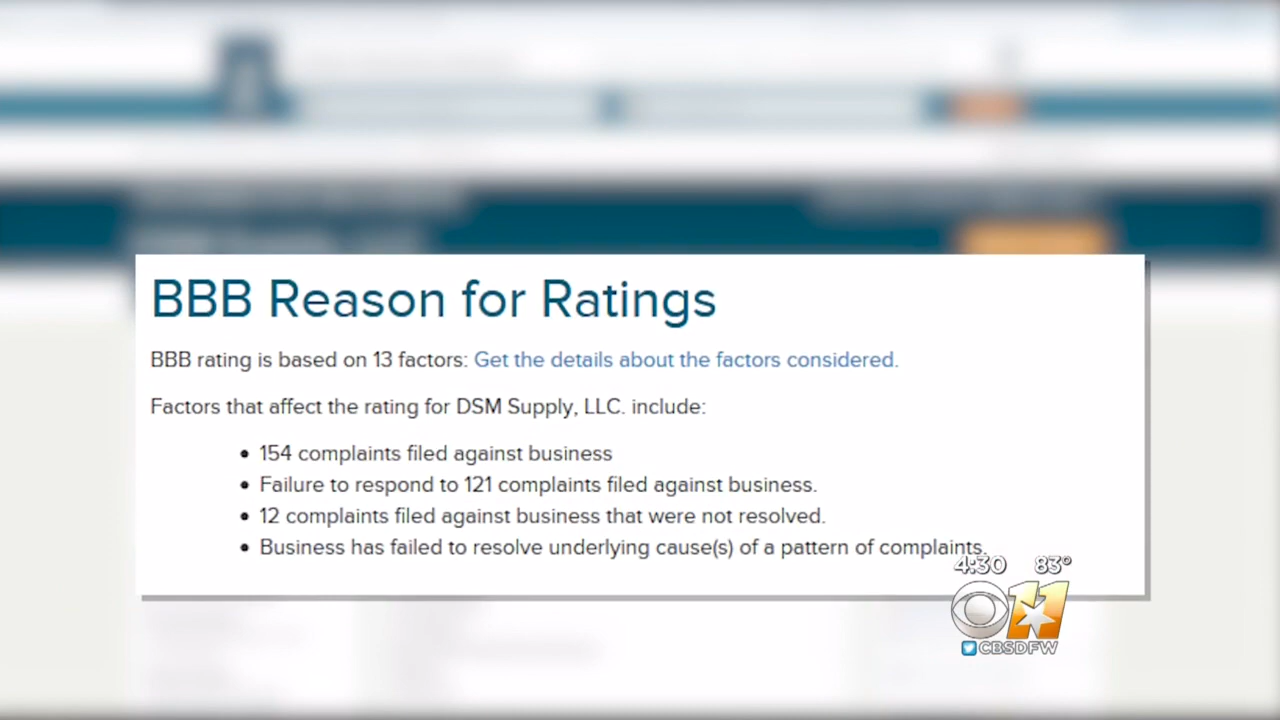 BBB Reason for Ratings
BBB rating is based on 13 factors: Get the details about the factors considered.
Factors that affect the rating for DSM Supply, LLC. include:
• 154 complaints filed against business
• Failure to respond to 121 complaints filed against business.
• 12 complaints filed against business that were not resolved.
• Business has failed to resolve underlying cause(s) of a pattern of complaints.
4:30 83°
11
CBSDFW